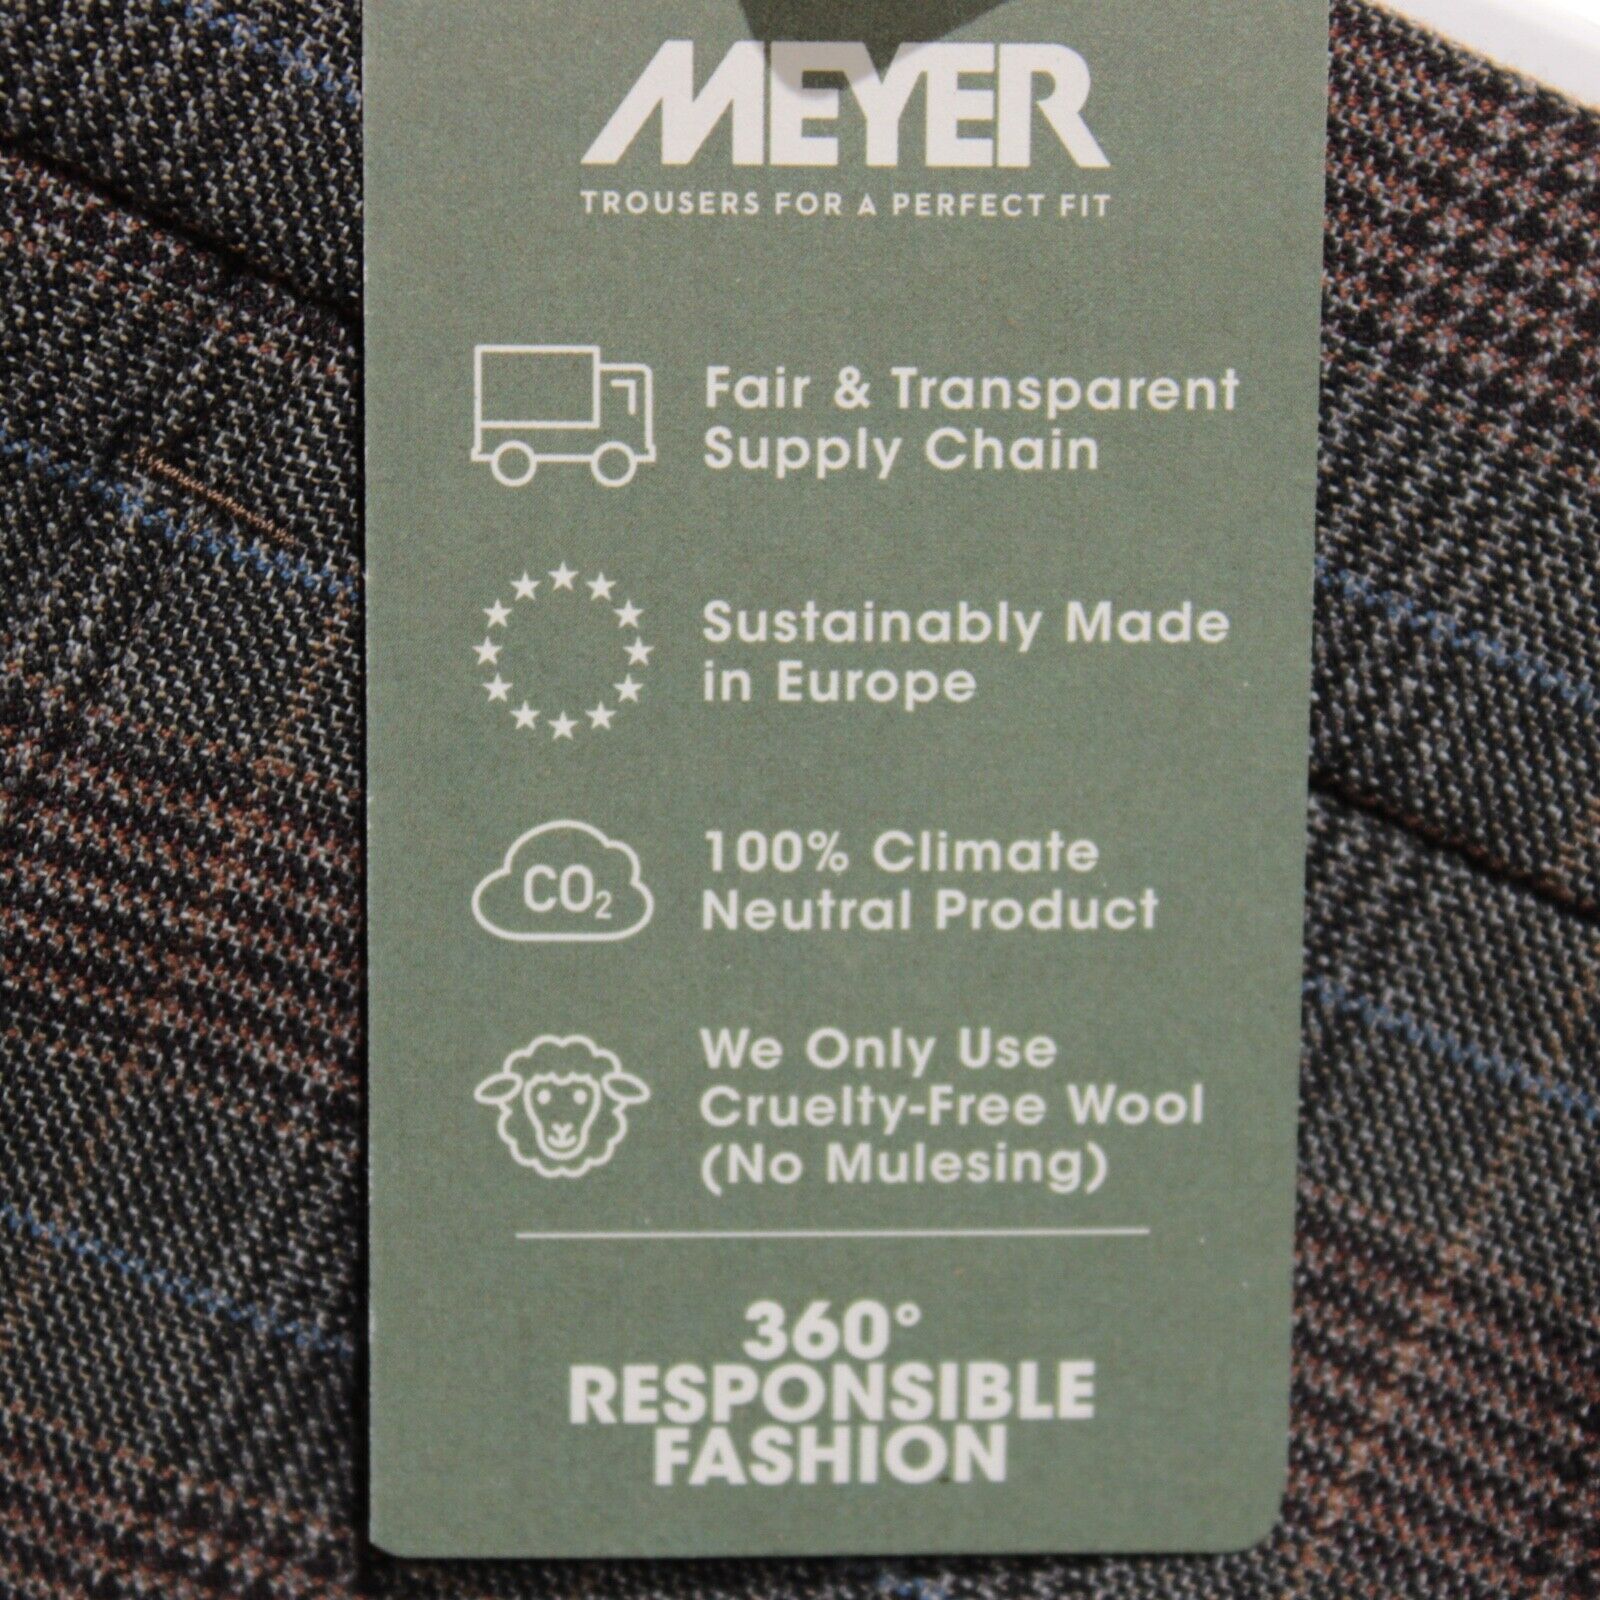 MEYER
TROUSERS FOR A PERFECT FIT
Fair & Transparent
Supply Chain
Sustainably Made
in Europe
CO₂
100% Climate
Neutral Product
We Only Use
Cruelty-Free Wool
(No Mulesing)
360°
RESPONSIBLE
FASHION